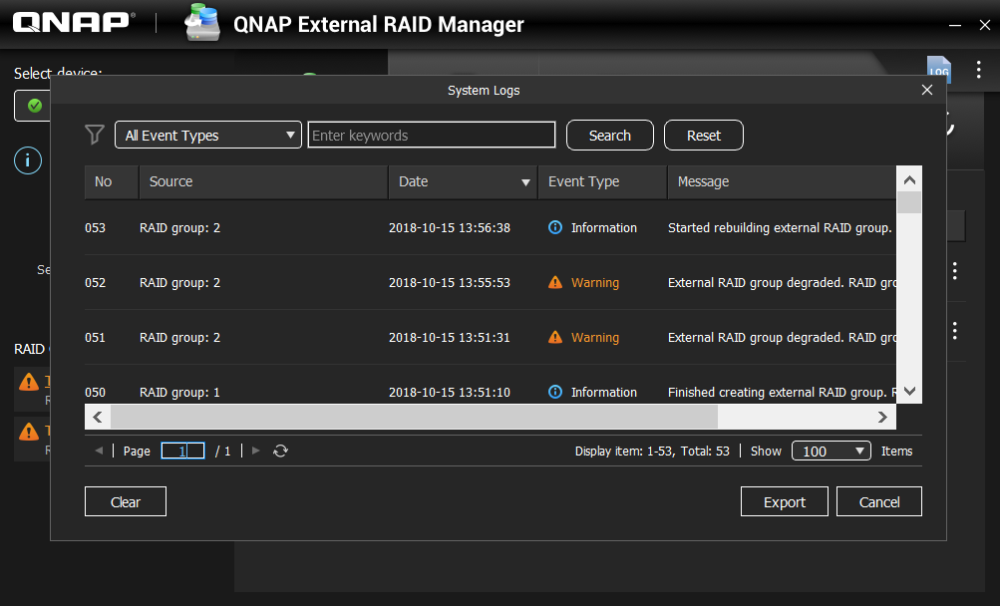 QNAP QNAP External RAID Manager
Select device:
LOG
System Logs
All Event Types Enter keywords Search Reset
No Source Date Event Type Message
053 RAID group: 2 2018-10-15 13:56:38 Information Started rebuilding external RAID group.
052 RAID group: 2 2018-10-15 13:55:53 Warning External RAID group degraded. RAID gro
051 RAID group: 2 2018-10-15 13:51:31 Warning External RAID group degraded. RAID gro
050 RAID group: 1 2018-10-15 13:51:10 Information Finished creating external RAID group. R
Page 1 / 1 Display item: 1-53, Total: 53 Show 100 Items
Clear Export Cancel
RAID